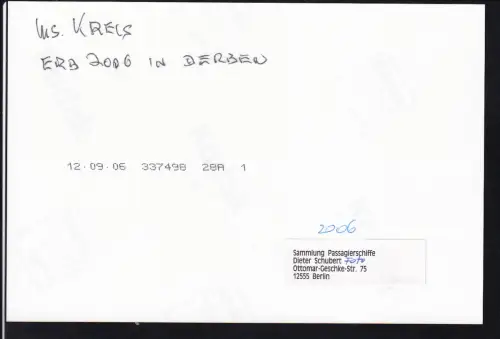 MS. KREIS
ERB 2006 IN DERBEN
12-09-06 337498 28A 1
2006
Sammlung Passagierschiffe
Dieter Schubert Foto
Ottomar-Geschke-Str. 75
12555 Berlin